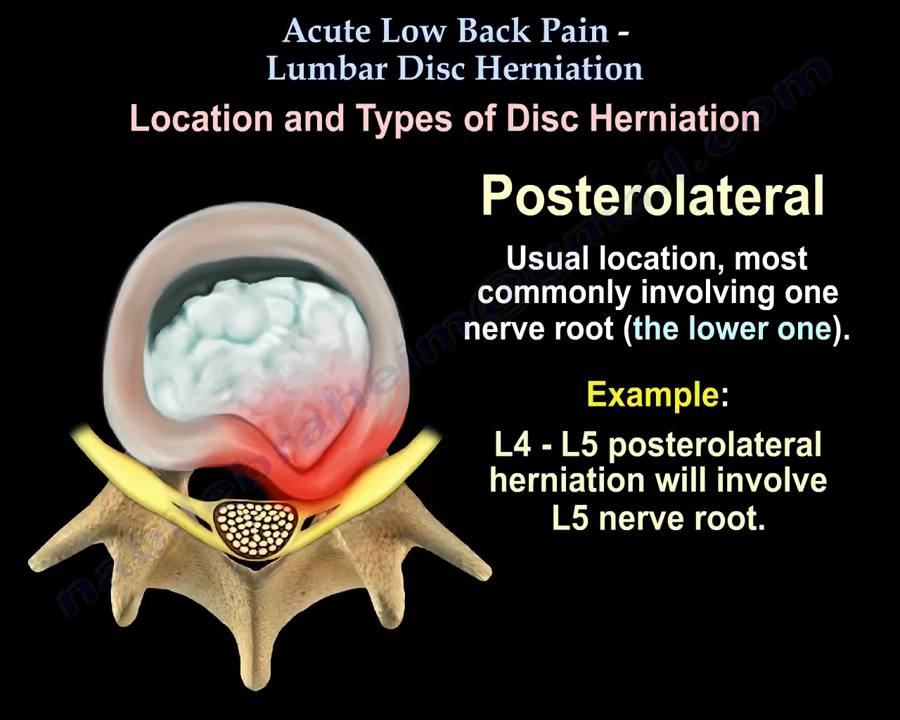 Acute Low Back Pain -
Lumbar Disc Herniation
Location and Types of Disc Herniation
Posterolateral
Usual location, most
commonly involving one
nerve root (the lower one).
Example:
L4 - L5 posterolateral
herniation will involve
L5 nerve root.